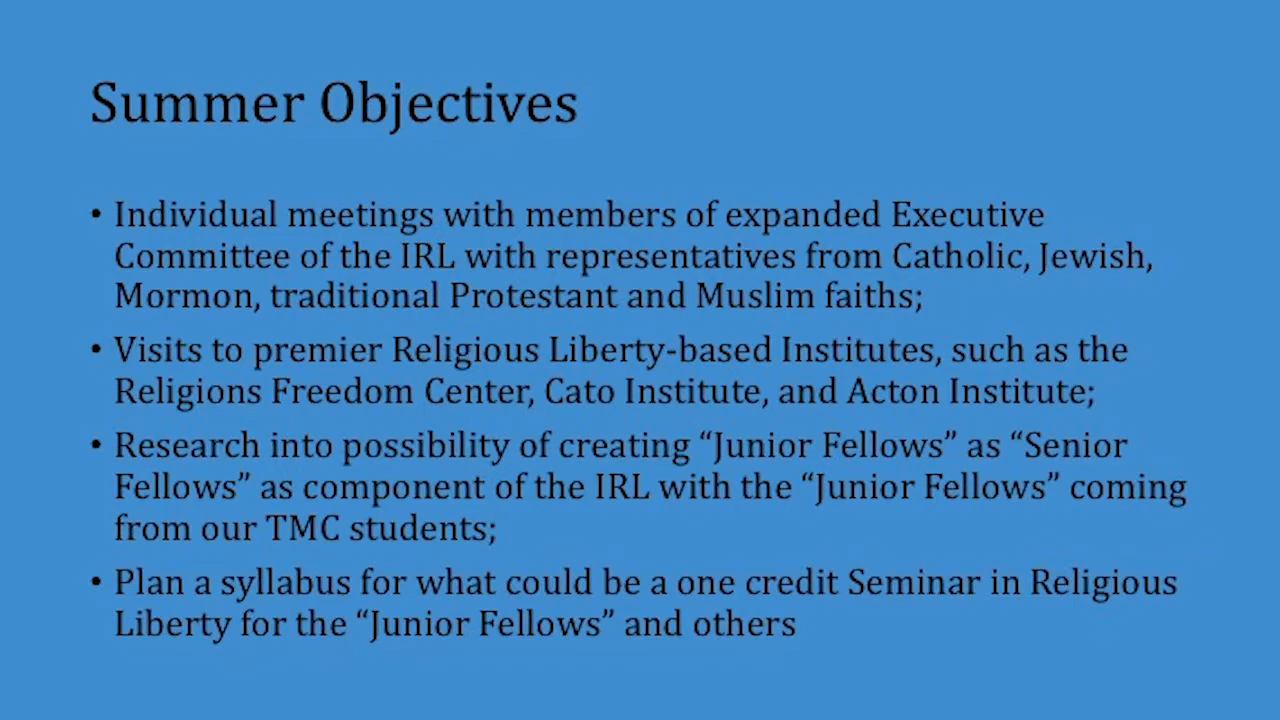 Summer Objectives
• Individual meetings with members of expanded Executive
Committee of the IRL with representatives from Catholic, Jewish,
Mormon, traditional Protestant and Muslim faiths;
• Visits to premier Religious Liberty-based Institutes, such as the
Religions Freedom Center, Cato Institute, and Acton Institute;
• Research into possibility of creating “Junior Fellows” as “Senior
Fellows” as component of the IRL with the “Junior Fellows” coming
from our TMC students;
• Plan a syllabus for what could be a one credit Seminar in Religious
Liberty for the “Junior Fellows” and others